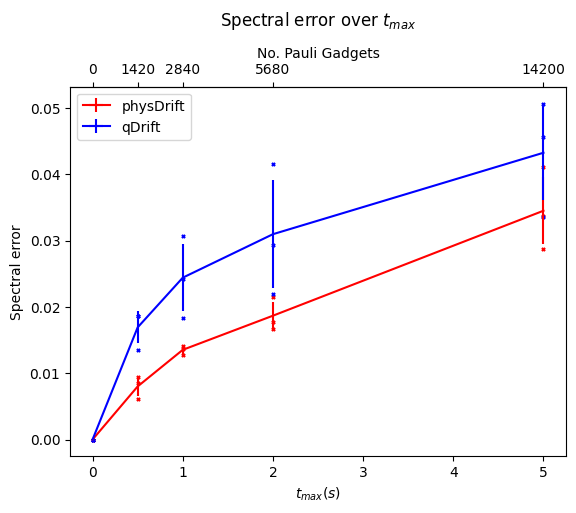 Spectral error over t_max
No. Pauli Gadgets
0 1420 2840 5680 14200
physDrift
qDrift
0.05
0.04
0.03
0.02
0.01
0.00
Spectral error
0 1 2 3 4 5
t_max(s)